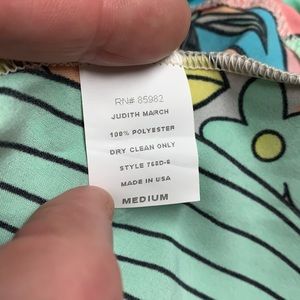 RN# 85982
JUDITH MARCH
100% POLYESTER
DRY CLEAN ONLY
STYLE 758D-6
MADE IN USA
MEDIUM